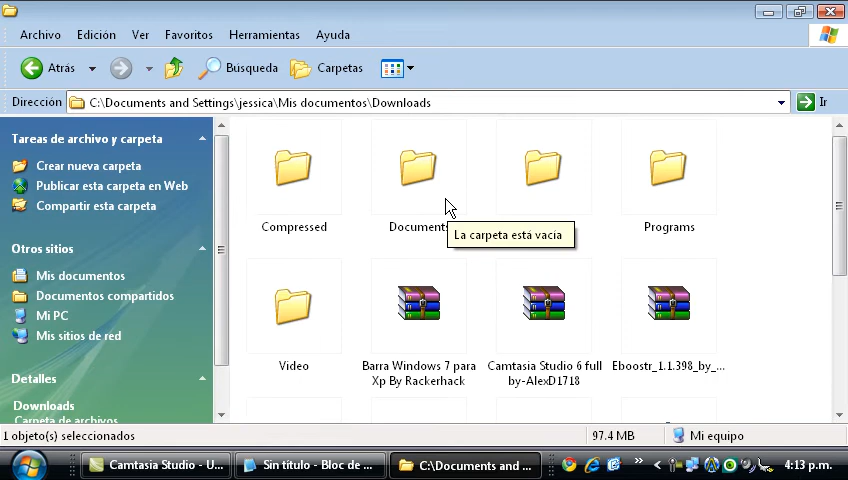 Archivo Edición Ver Favoritos Herramientas Ayuda
Atrás Búsqueda Carpetas
Dirección C:\Documents and Settings\jessica\Mis documentos\Downloads Ir
Tareas de archivo y carpeta
Crear nueva carpeta
Publicar esta carpeta en Web
Compartir esta carpeta
Otros sitios
Mis documentos
Documentos compartidos
Mi PC
Mis sitios de red
Detalles
Downloads
Carpeta de archivos
Compressed Documents Programs
La carpeta está vacía
Video
Barra Windows 7 para
Xp By Rackerhack
Camtasia Studio 6 full
by-AlexD1718
Eboostr_1.1.398_by_...
1 objeto(s) seleccionados 97.4 MB Mi equipo
Camtasia Studio - U... Sin título - Bloc de ... C:\Documents and ... 4:13 p.m.